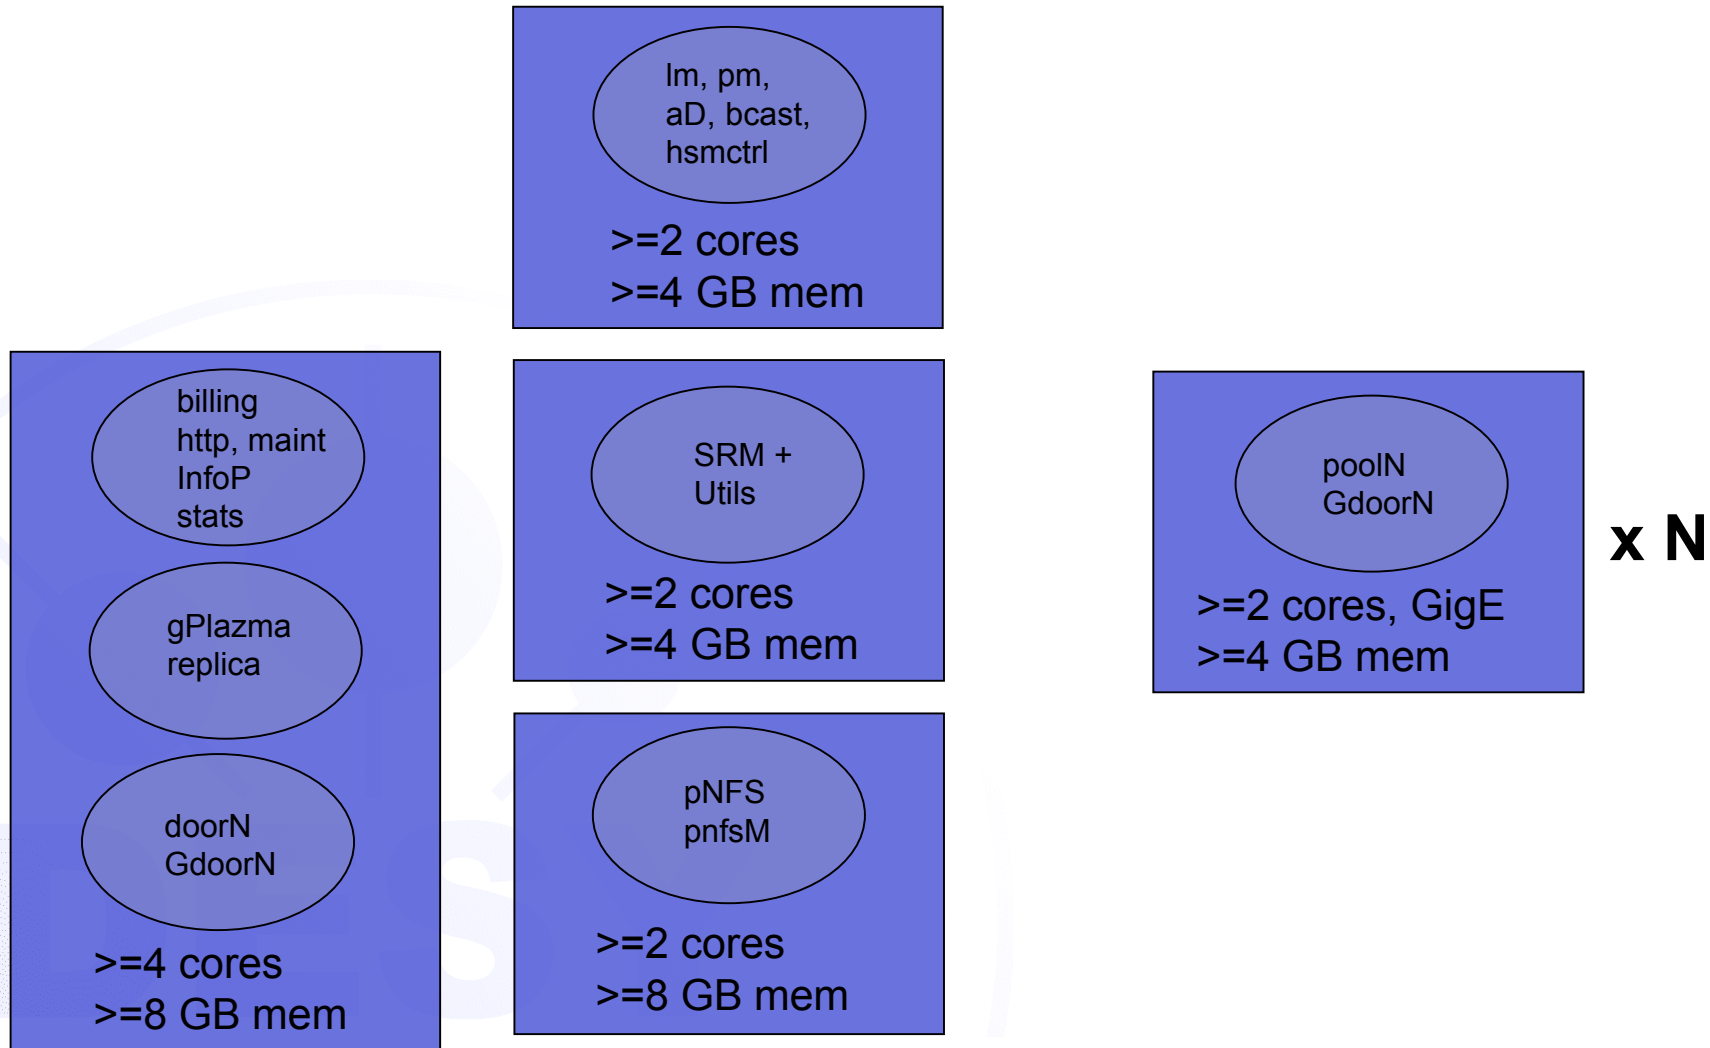 lm, pm,
aD, bcast,
hsmctrl
>=2 cores
>=4 GB mem
billing
http, maint
InfoP
stats
gPlazma
replica
doorN
GdoorN
>=4 cores
>=8 GB mem
SRM +
Utils
>=2 cores
>=4 GB mem
pNFS
pnfsM
>=2 cores
>=8 GB mem
poolN
GdoorN
>=2 cores, GigE
>=4 GB mem
x N